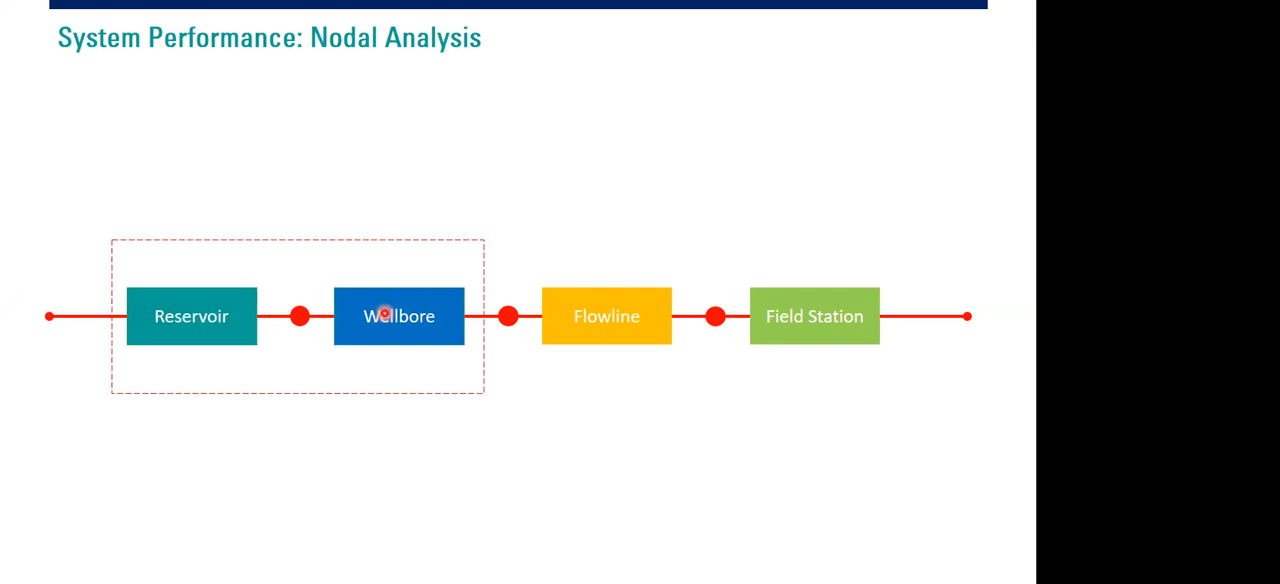 System Performance: Nodal Analysis
Reservoir
Wellbore
Flowline
Field Station